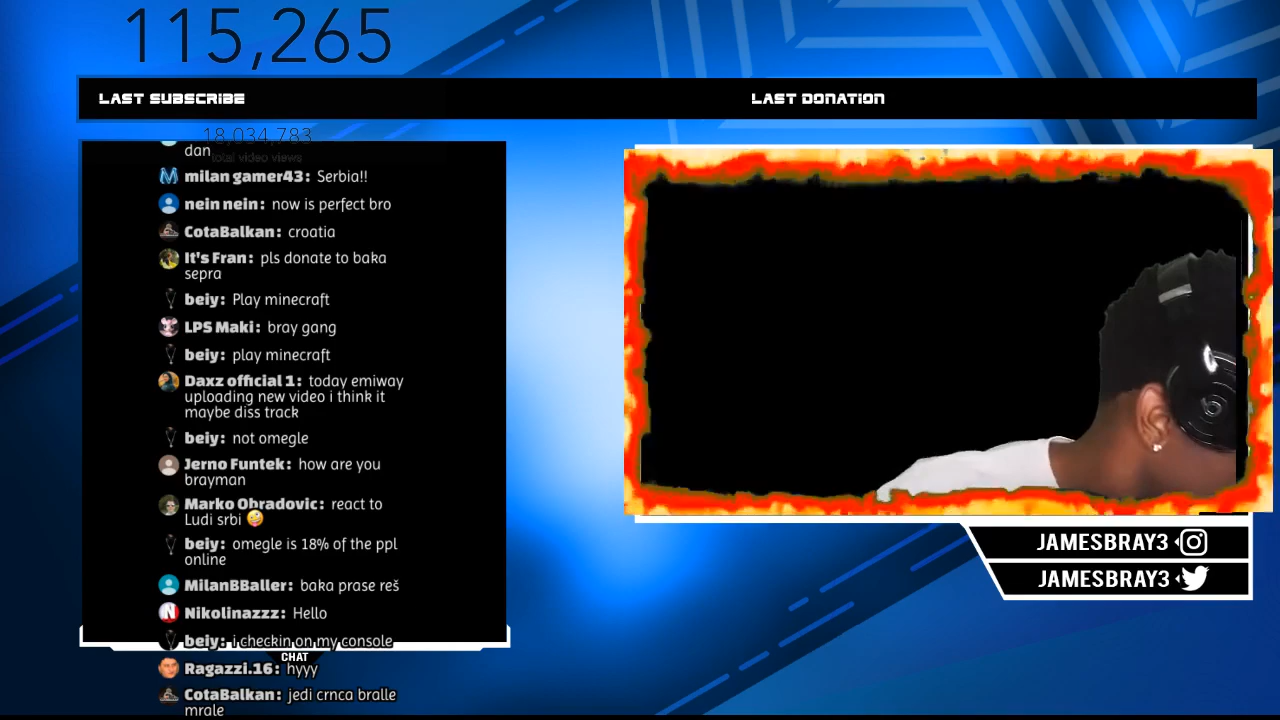 115,265
LAST SUBSCRIBE
LAST DONATION
18,034,783
total video views
dan
milan gamer43: Serbia!!
nein nein: now is perfect bro
CotaBalkan: croatia
It's Fran: pls donate to baka
sepra
beiy: Play minecraft
LPS Maki: bray gang
beiy: play minecraft
Daxz official 1: today emiway
uploading new video i think it
maybe diss track
beiy: not omegle
Jerno Funtek: how are you
brayman
Marko Obradovic: react to
Ludi srbi 🤪
beiy: omegle is 18% of the ppl
online
MilanBBaller: baka prase reš
Nikolinazzz: Hello
beiy: i checkin on my console
CHAT
Ragazzi.16: hyyy
CotaBalkan: jedi crnca bralle
mrale
JAMESBRAY3
JAMESBRAY3